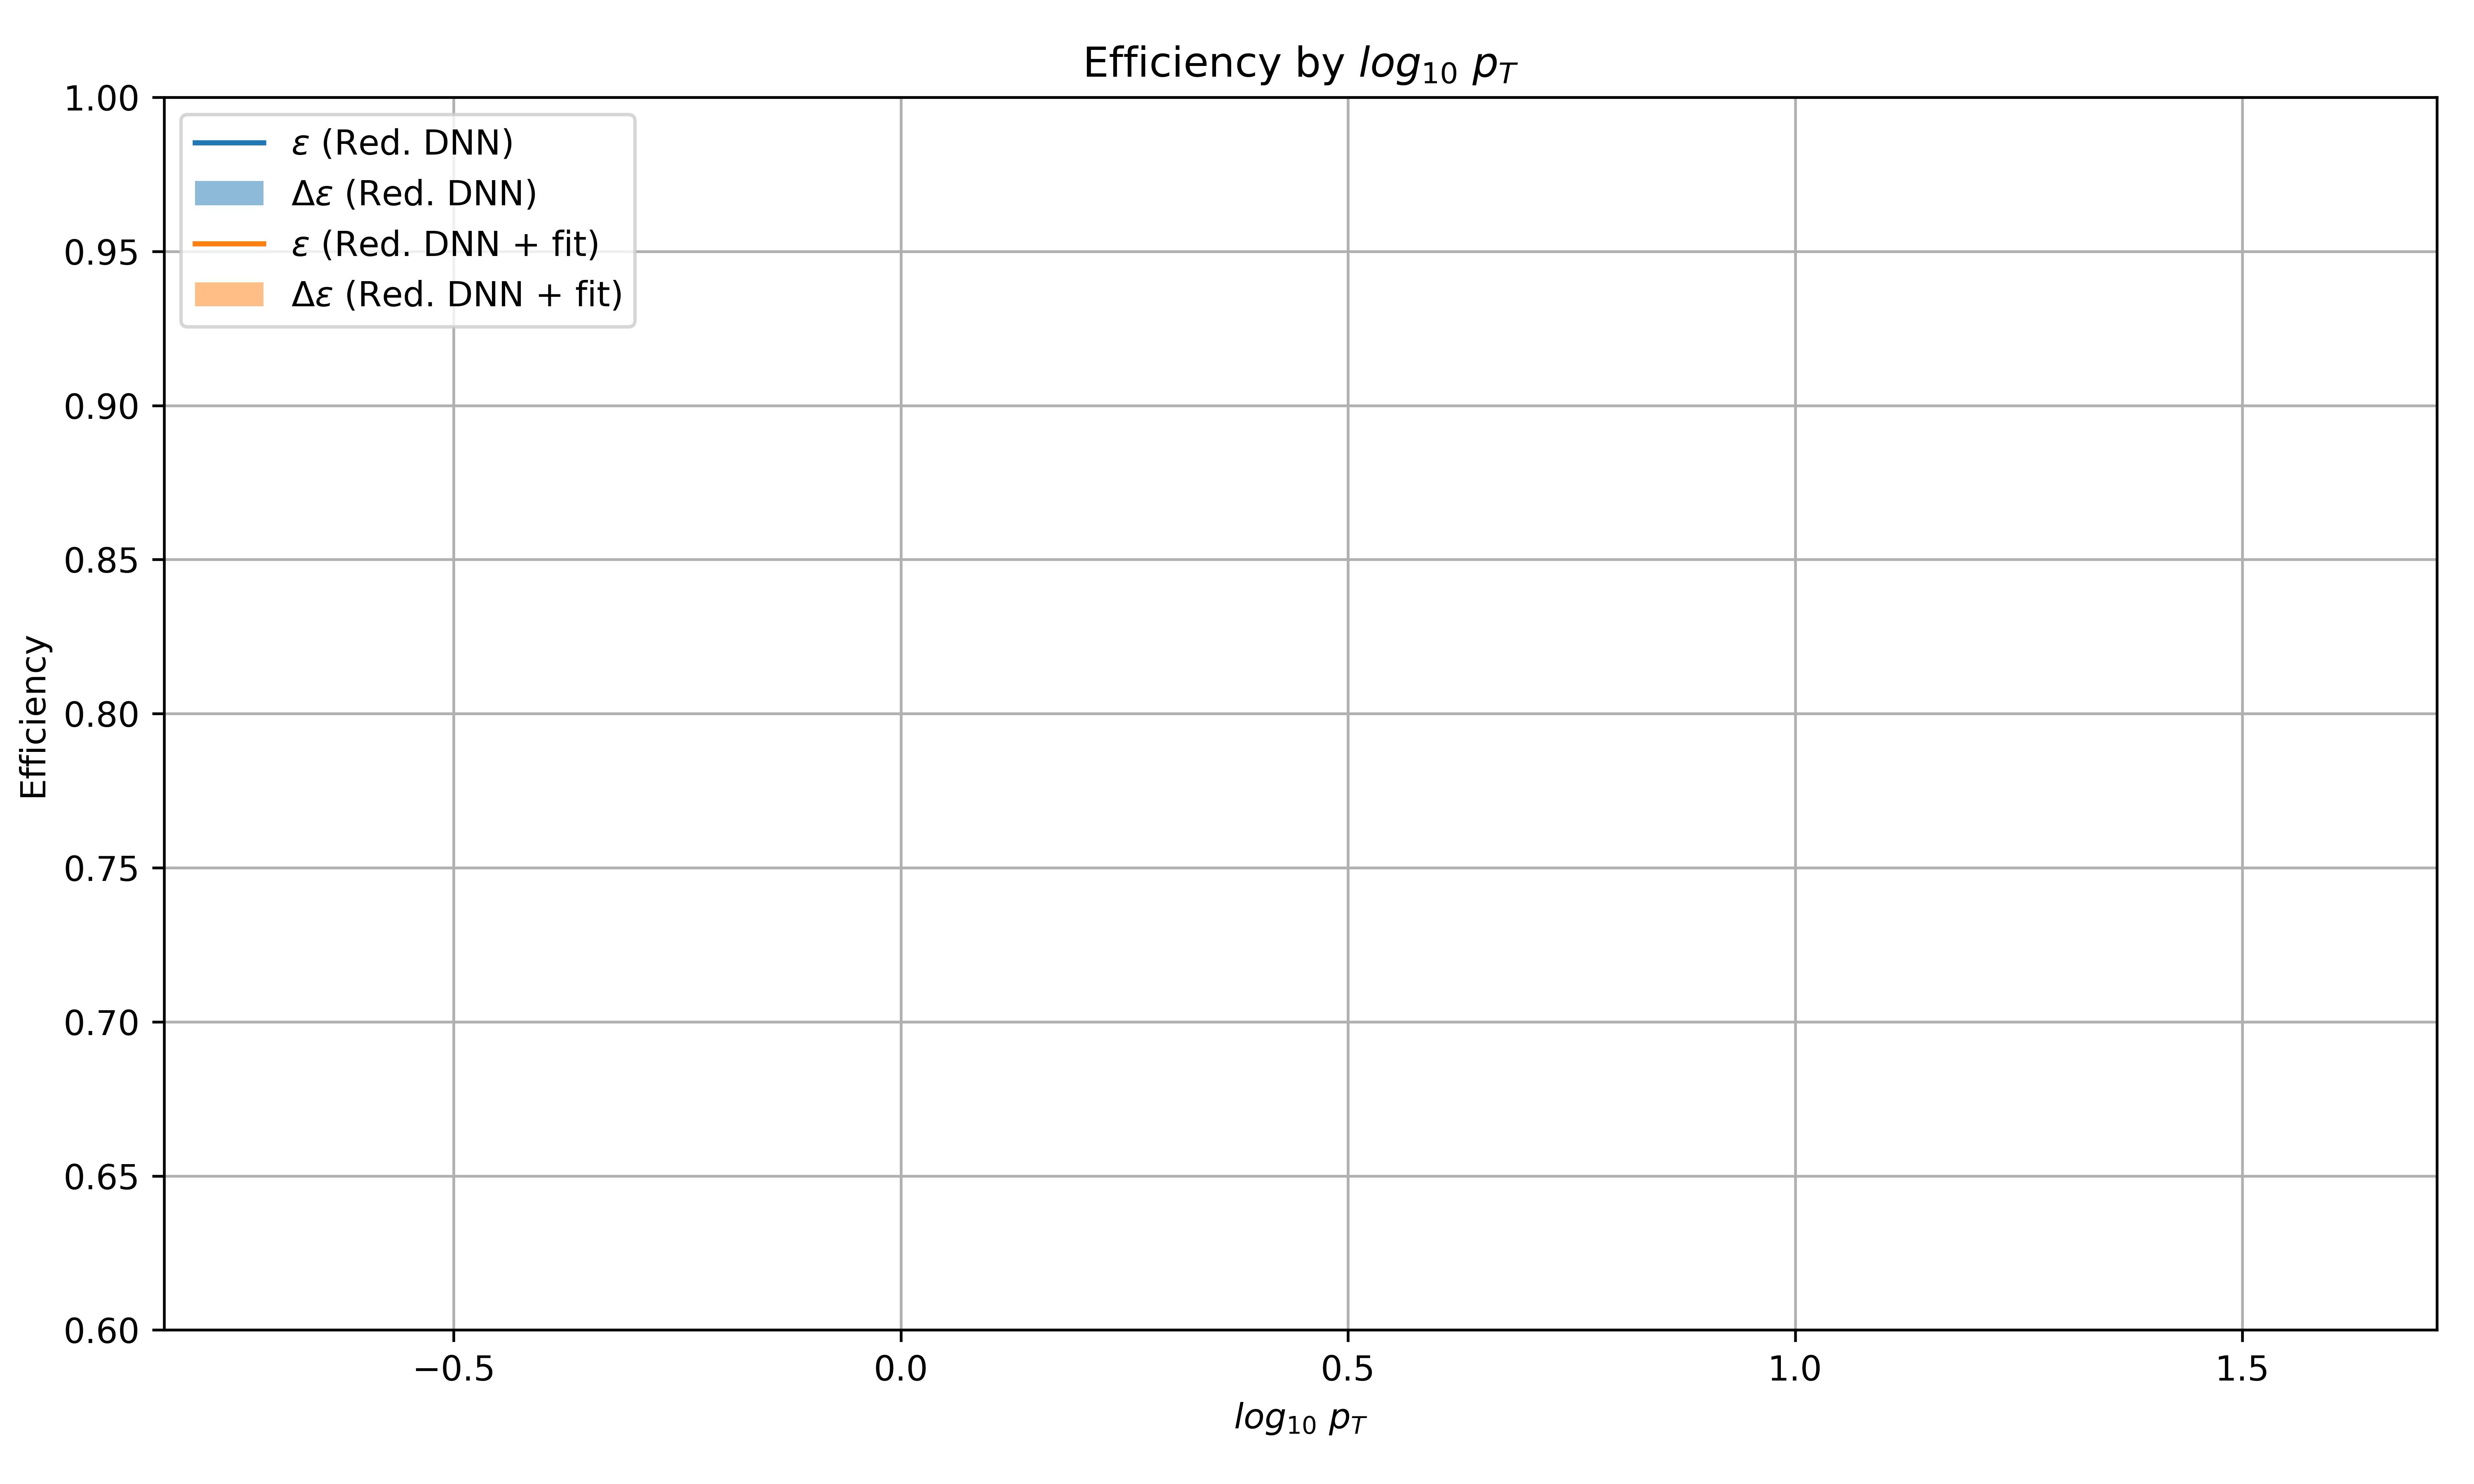 Efficiency by log₁₀ p_T
1.00
0.95
0.90
0.85
0.80
0.75
0.70
0.65
0.60
ε (Red. DNN)
Δε (Red. DNN)
ε (Red. DNN + fit)
Δε (Red. DNN + fit)
Efficiency
−0.5 0.0 0.5 1.0 1.5
log₁₀ p_T